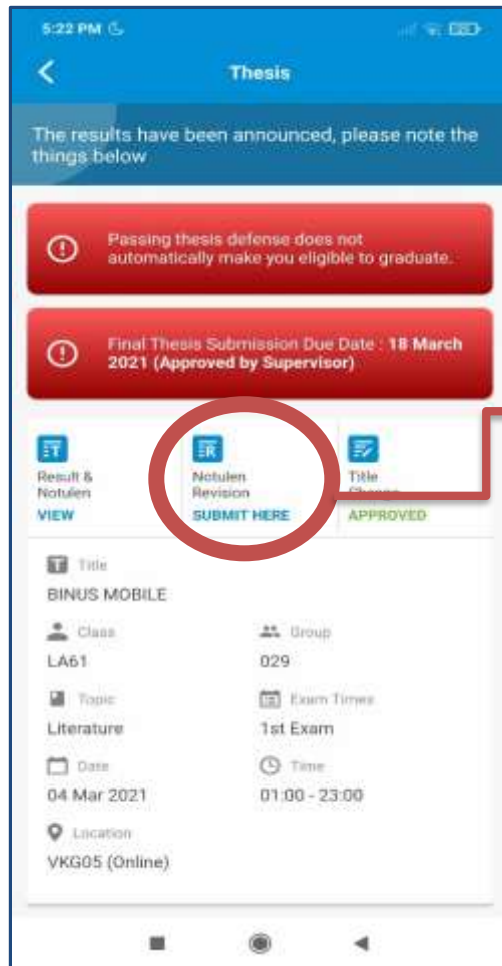 5:22 PM
Thesis
The results have been announced, please note the
things below
Passing thesis defense does not
automatically make you eligible to graduate.
Final Thesis Submission Due Date : 18 March
2021 (Approved by Supervisor)
Result &
Notulen
VIEW
Notulen
Revision
SUBMIT HERE
Title
APPROVED
Title
BINUS MOBILE
Class
LA61
Group
029
Topic
Literature
Exam Times
1st Exam
Date
04 Mar 2021
Time
01:00 - 23:00
Location
VKG05 (Online)